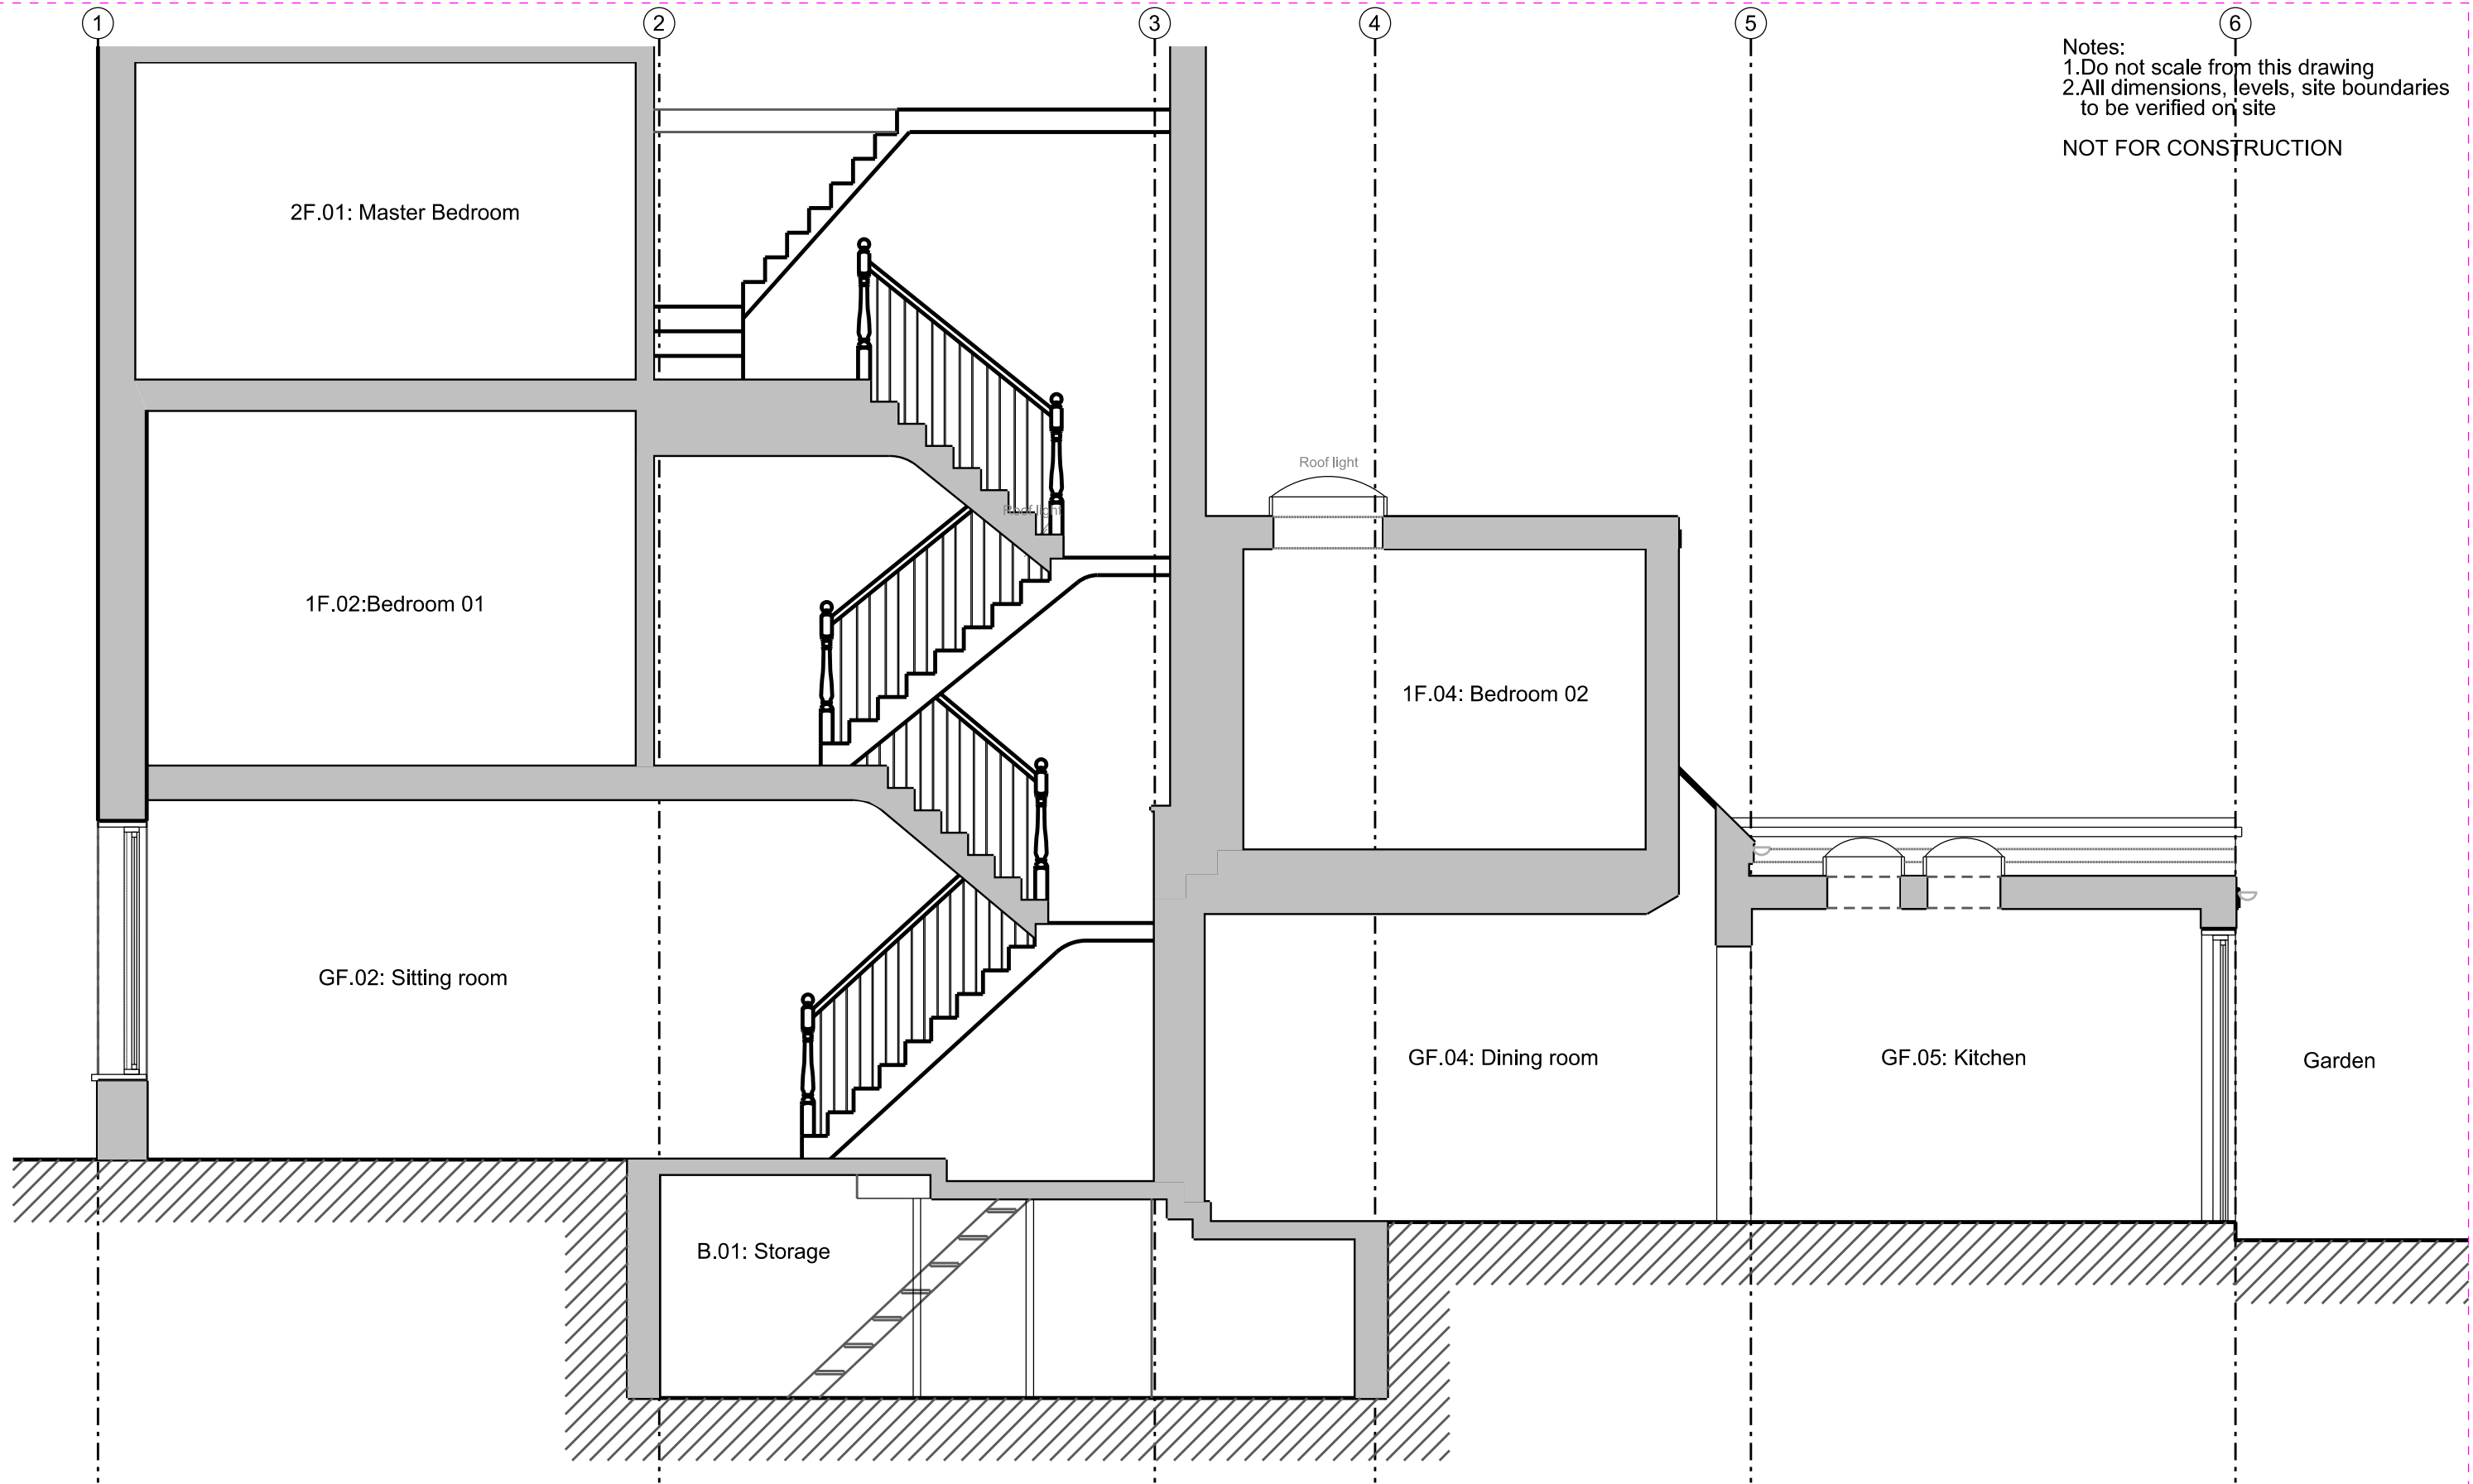 1
2
3
4
5
6
Notes:
1.Do not scale from this drawing
2.All dimensions, levels, site boundaries
to be verified on site
NOT FOR CONSTRUCTION
2F.01: Master Bedroom
Roof light
Roof light
1F.02:Bedroom 01
1F.04: Bedroom 02
GF.02: Sitting room
GF.04: Dining room
GF.05: Kitchen
Garden
B.01: Storage